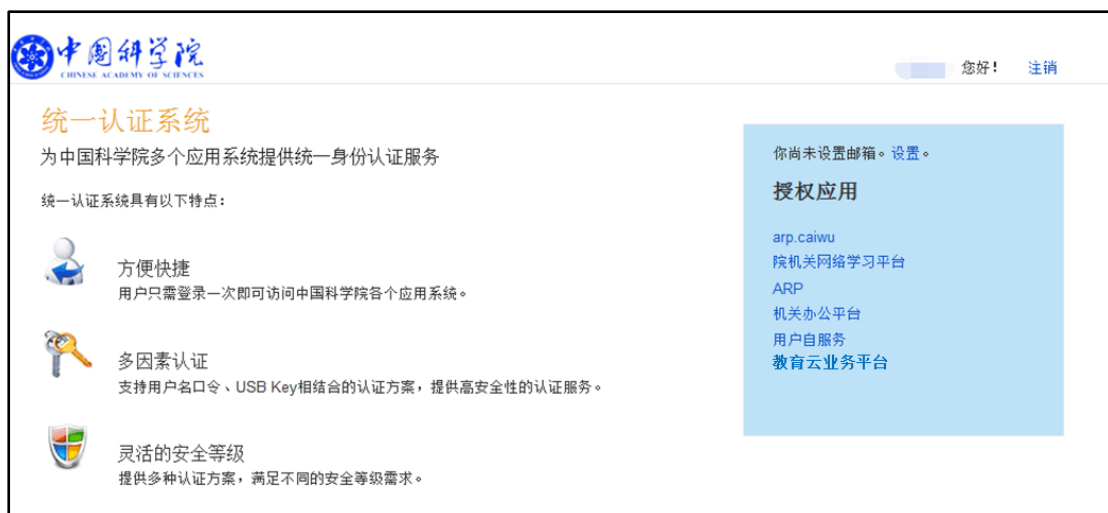 中国科学院
CHINESE ACADEMY OF SCIENCES
您好! 注销
统一认证系统
为中国科学院多个应用系统提供统一身份认证服务
统一认证系统具有以下特点:
方便快捷
用户只需登录一次即可访问中国科学院各个应用系统。
多因素认证
支持用户名口令、USB Key相结合的认证方案,提供高安全性的认证服务。
灵活的安全等级
提供多种认证方案,满足不同的安全等级需求。
你尚未设置邮箱。设置。
授权应用
arp.caiwu
院机关网络学习平台
ARP
机关办公平台
用户自服务
教育云业务平台